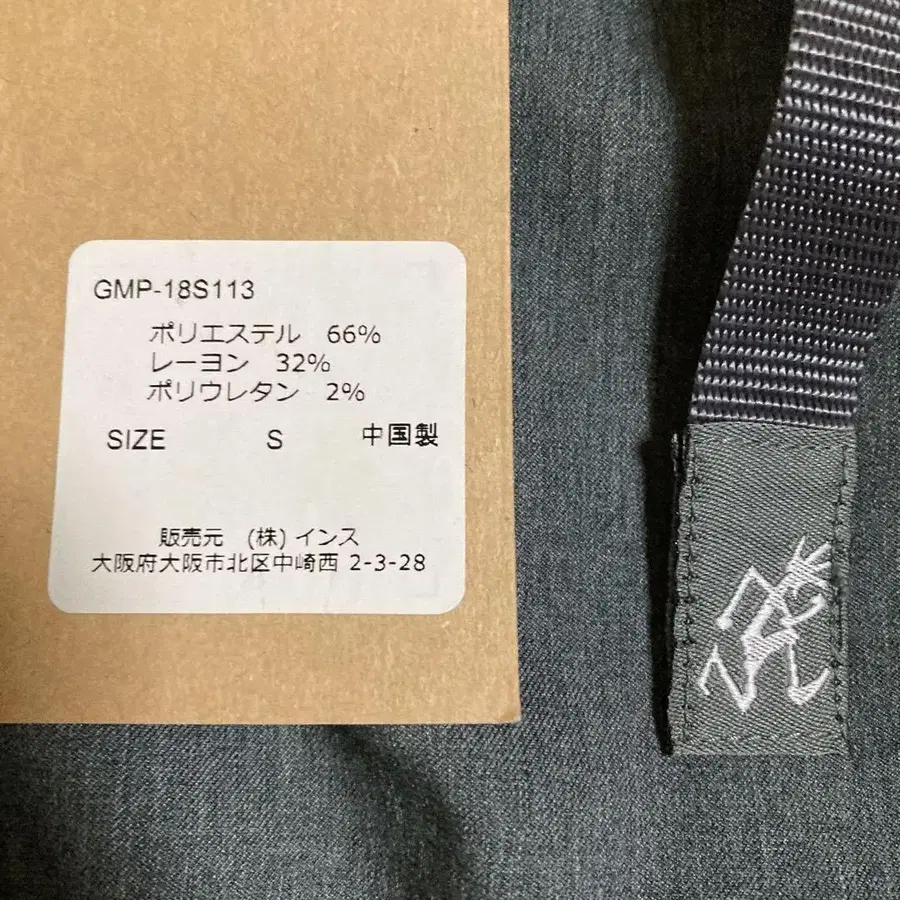 GMP-18S113
ポリエステル 66%
レーヨン 32%
ポリウレタン 2%
SIZE S 中国製
販売元 (株) インス
大阪府大阪市北区中崎西 2-3-28